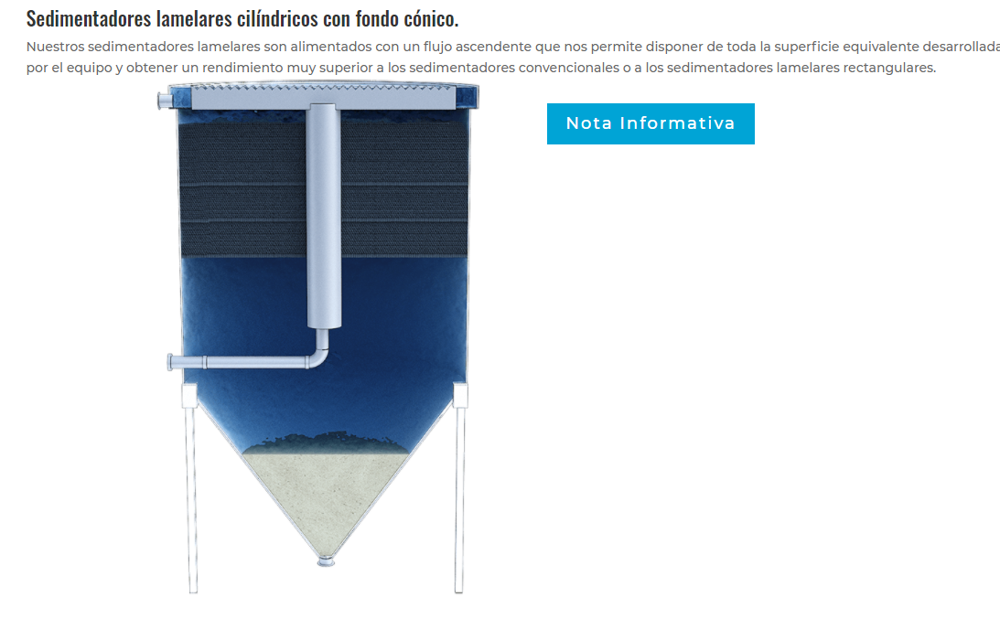 Sedimentadores lamelares cilíndricos con fondo cónico.
Nuestros sedimentadores lamelares son alimentados con un flujo ascendente que nos permite disponer de toda la superficie equivalente desarrollada
por el equipo y obtener un rendimiento muy superior a los sedimentadores convencionales o a los sedimentadores lamelares rectangulares.
Nota Informativa